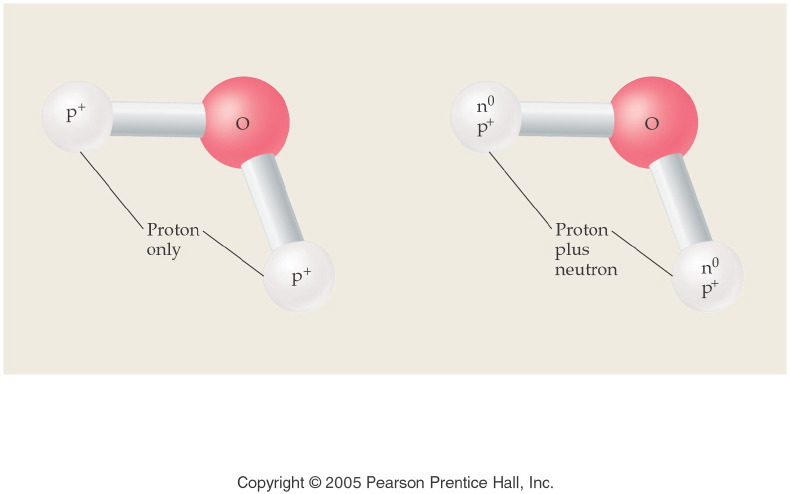 p⁺
O
Proton
only
p⁺
n⁰
p⁺
O
Proton
plus
neutron
n⁰
p⁺
Copyright © 2005 Pearson Prentice Hall, Inc.